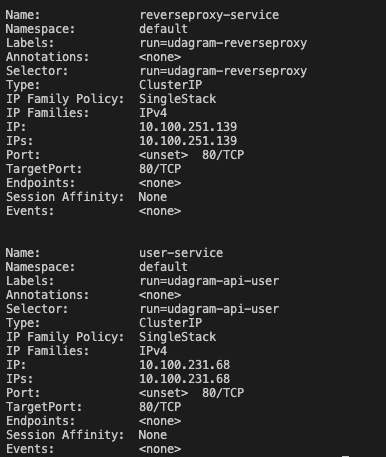 Name:              reverseproxy-service
Namespace:         default
Labels:            run=udagram-reverseproxy
Annotations:       <none>
Selector:          run=udagram-reverseproxy
Type:              ClusterIP
IP Family Policy:  SingleStack
IP Families:       IPv4
IP:                10.100.251.139
IPs:               10.100.251.139
Port:              <unset>  80/TCP
TargetPort:        80/TCP
Endpoints:         <none>
Session Affinity:  None
Events:            <none>
Name:              user-service
Namespace:         default
Labels:            run=udagram-api-user
Annotations:       <none>
Selector:          run=udagram-api-user
Type:              ClusterIP
IP Family Policy:  SingleStack
IP Families:       IPv4
IP:                10.100.231.68
IPs:               10.100.231.68
Port:              <unset>  80/TCP
TargetPort:        80/TCP
Endpoints:         <none>
Session Affinity:  None
Events:            <none>